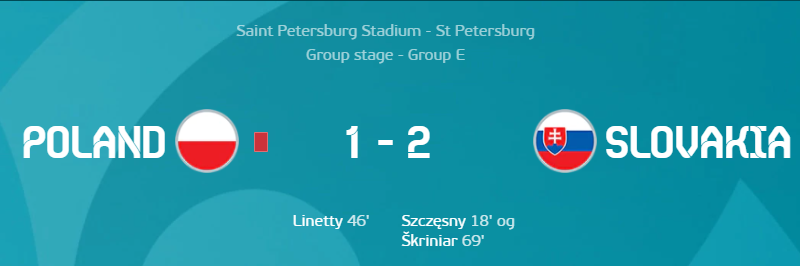 Saint Petersburg Stadium - St Petersburg
Group stage - Group E
POLAND 1 - 2 SLOVAKIA
Linetty 46' Szczęsny 18' og
Škriniar 69'